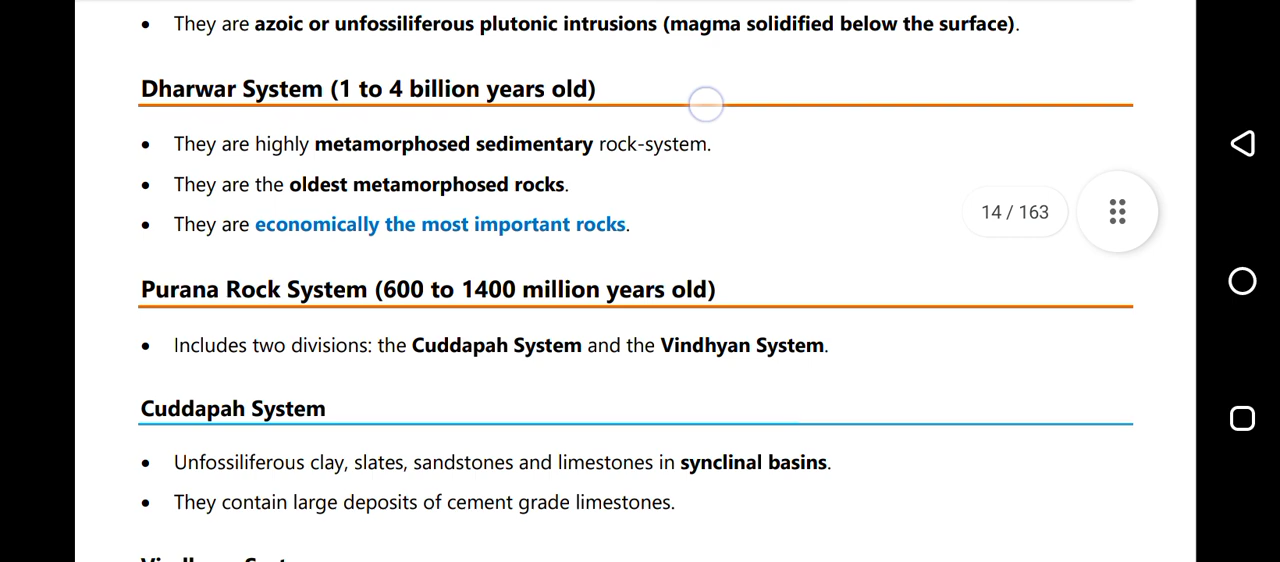 They are azoic or unfossiliferous plutonic intrusions (magma solidified below the surface).
Dharwar System (1 to 4 billion years old)
They are highly metamorphosed sedimentary rock-system.
They are the oldest metamorphosed rocks.
They are economically the most important rocks.
14 / 163
Purana Rock System (600 to 1400 million years old)
Includes two divisions: the Cuddapah System and the Vindhyan System.
Cuddapah System
Unfossiliferous clay, slates, sandstones and limestones in synclinal basins.
They contain large deposits of cement grade limestones.